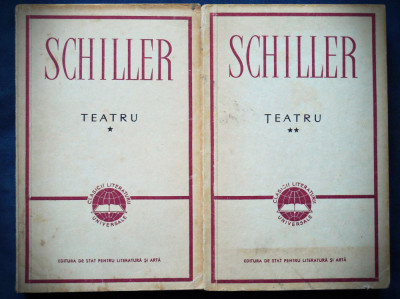 SCHILLER
TEATRU
*
CLASICII LITERATURII
UNIVERSALE
EDITURA DE STAT PENTRU LITERATURĂ ȘI ARTĂ
SCHILLER
TEATRU
**
CLASICII LITERATURII
UNIVERSALE
EDITURA DE STAT PENTRU LITERATURĂ ȘI ARTĂ